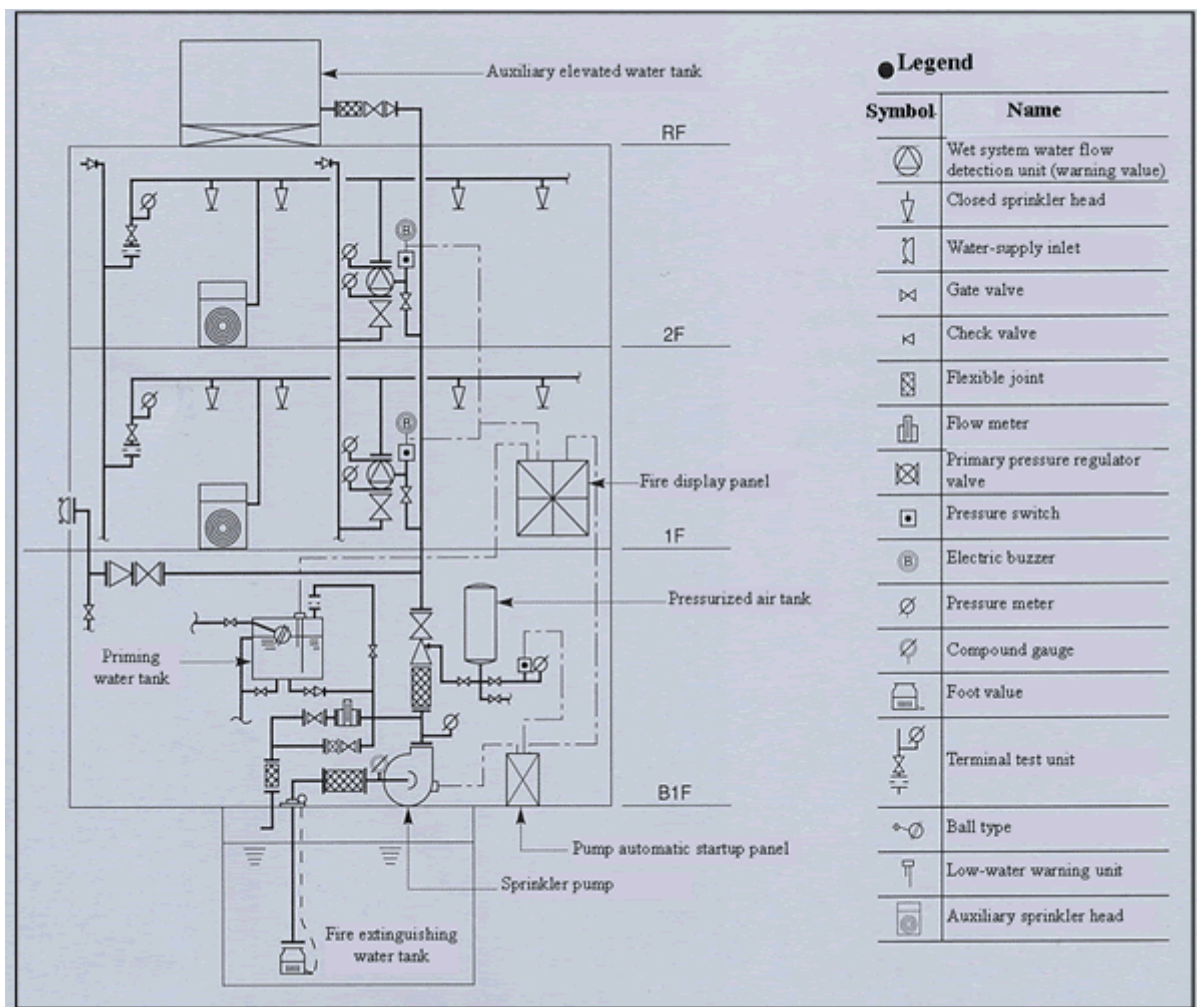 Auxiliary elevated water tank
RF
2F
Fire display panel
1F
Pressurized air tank
Priming
water tank
B1F
Pump automatic startup panel
Sprinkler pump
Fire extinguishing
water tank
B
B
Legend
Symbol
Name
Wet system water flow
detection unit (warning value)
Closed sprinkler head
Water-supply inlet
Gate valve
Check valve
Flexible joint
Flow meter
Primary pressure regulator
valve
Pressure switch
B
Electric buzzer
Pressure meter
Compound gauge
Foot value
Terminal test unit
Ball type
Low-water warning unit
Auxiliary sprinkler head